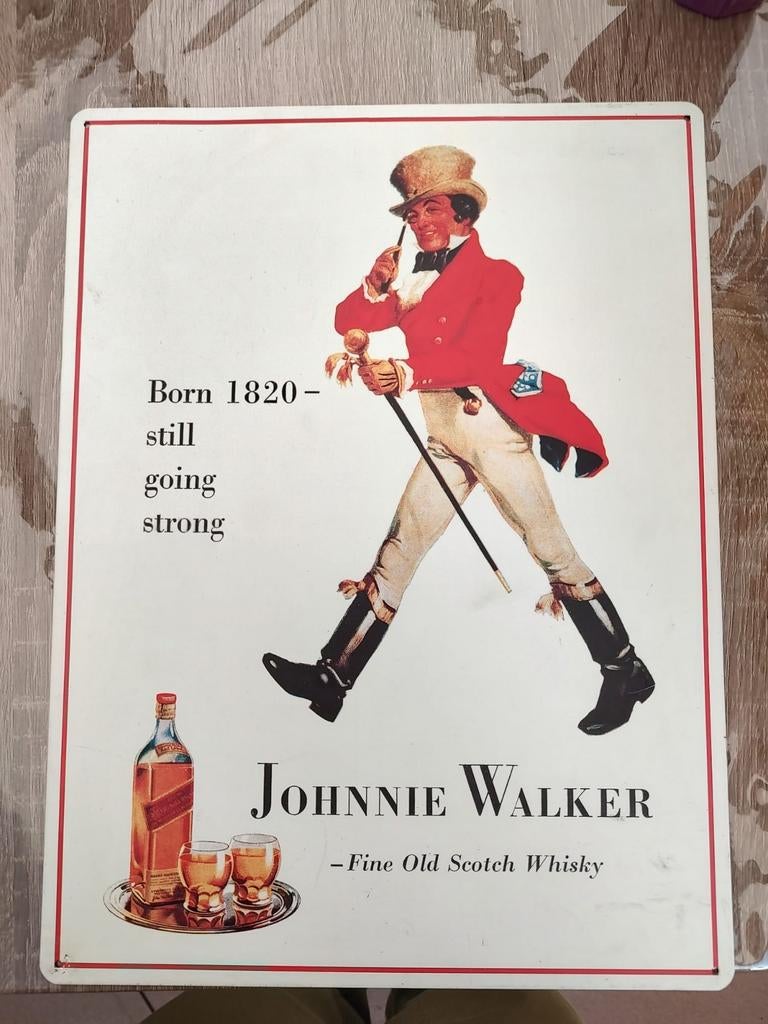 Born 1820 –
still
going
strong
JOHNNIE WALKER
– Fine Old Scotch Whisky